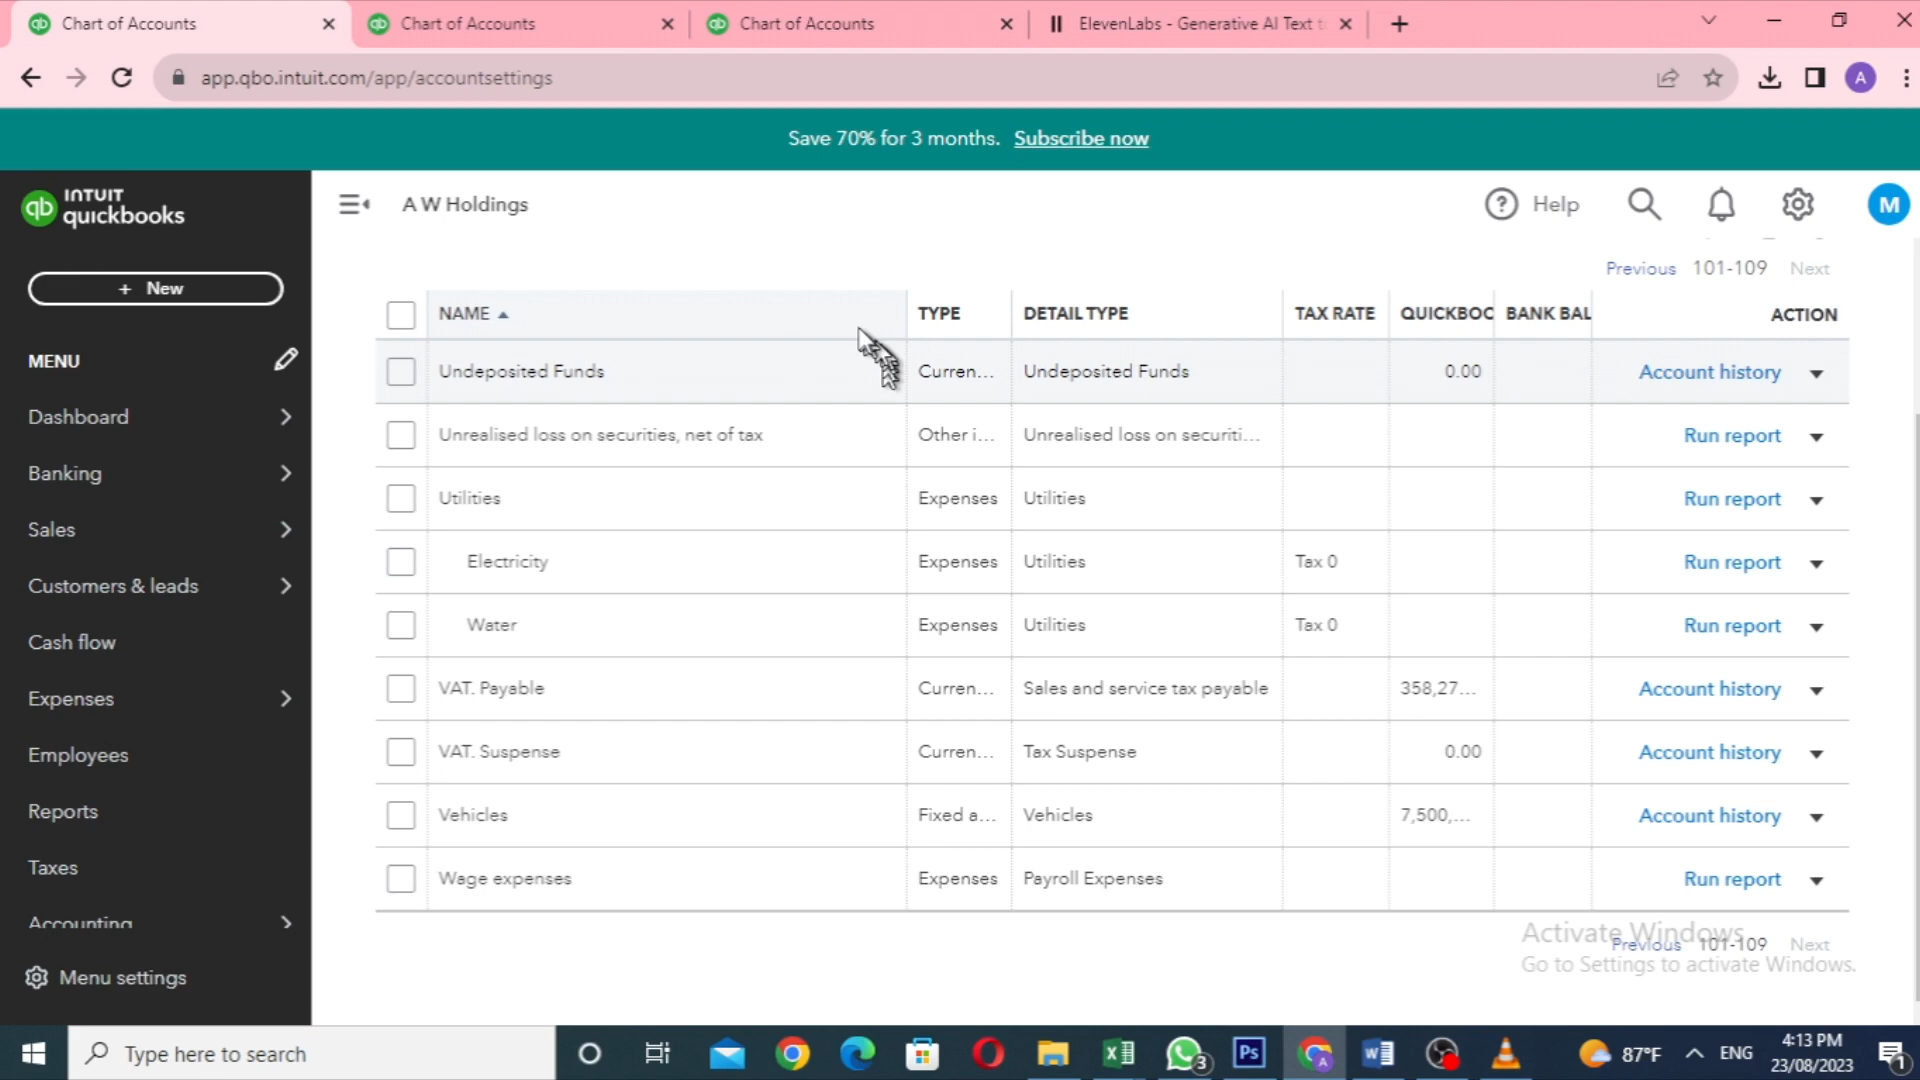 Chart of Accounts
Chart of Accounts
Chart of Accounts
ElevenLabs - Generative AI Text t
app.qbo.intuit.com/app/accountsettings
A
Save 70% for 3 months. Subscribe now
INTUIT
quickbooks
qb
A W Holdings
Help
M
+ New
Previous 101-109 Next
NAME TYPE DETAIL TYPE TAX RATE QUICKBOO BANK BAL ACTION
MENU
Undeposited Funds Curren... Undeposited Funds 0.00 Account history
Dashboard
Unrealised loss on securities, net of tax Other i... Unrealised loss on securiti... Run report
Banking
Utilities Expenses Utilities Run report
Sales
Electricity Expenses Utilities Tax 0 Run report
Customers & leads
Water Expenses Utilities Tax 0 Run report
Cash flow
VAT. Payable Curren... Sales and service tax payable 358,27... Account history
Expenses
VAT. Suspense Curren... Tax Suspense 0.00 Account history
Employees
Vehicles Fixed a... Vehicles 7,500,... Account history
Reports
Wage expenses Expenses Payroll Expenses Run report
Taxes
Accounting
Activate Windows
Previous 101-109 Next
Go to Settings to activate Windows.
Menu settings
Type here to search
3
Ps
A
87°F
ENG
4:13 PM
23/08/2023
1